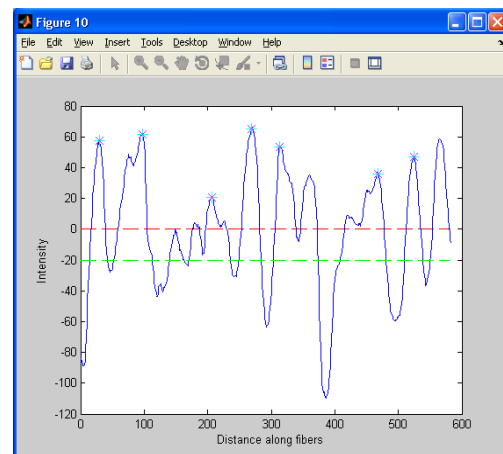 Figure 10
File Edit View Insert Tools Desktop Window Help
80
60
40
20
0
-20
-40
-60
-80
-100
-120
Intensity
0 100 200 300 400 500 600
Distance along fibers